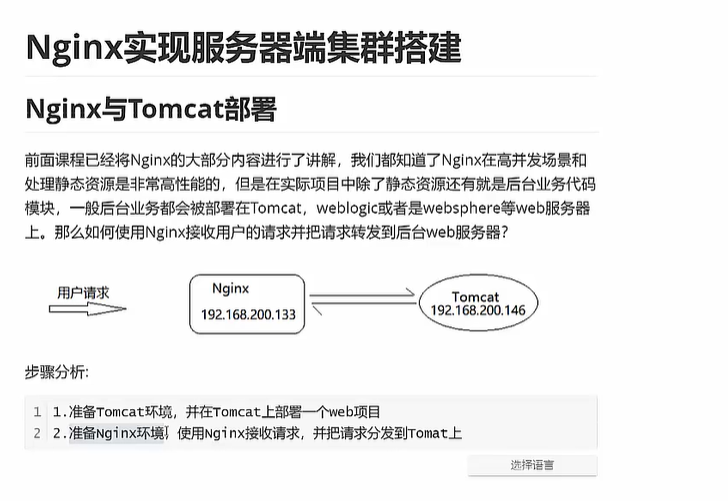 Nginx实现服务器端集群搭建
Nginx与Tomcat部署
前面课程已经将Nginx的大部分内容进行了讲解，我们都知道了Nginx在高并发场景和
处理静态资源是非常高性能的，但是在实际项目中除了静态资源还有就是后台业务代码
模块，一般后台业务都会被部署在Tomcat，weblogic或者是websphere等web服务器
上。那么如何使用Nginx接收用户的请求并把请求转发到后台web服务器？
用户请求
Nginx
192.168.200.133
Tomcat
192.168.200.146
步骤分析:
1 1.准备Tomcat环境，并在Tomcat上部署一个web项目
2 2.准备Nginx环境，使用Nginx接收请求，并把请求分发到Tomat上
选择语言